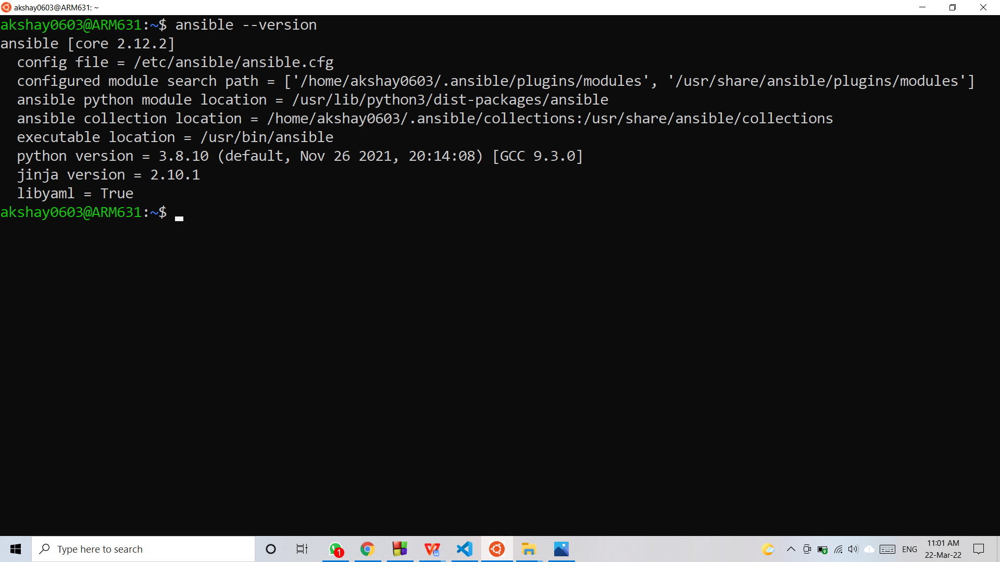 akshay0603@ARM631: ~
akshay0603@ARM631:~$ ansible --version
ansible [core 2.12.2]
  config file = /etc/ansible/ansible.cfg
  configured module search path = ['/home/akshay0603/.ansible/plugins/modules', '/usr/share/ansible/plugins/modules']
  ansible python module location = /usr/lib/python3/dist-packages/ansible
  ansible collection location = /home/akshay0603/.ansible/collections:/usr/share/ansible/collections
  executable location = /usr/bin/ansible
  python version = 3.8.10 (default, Nov 26 2021, 20:14:08) [GCC 9.3.0]
  jinja version = 2.10.1
  libyaml = True
akshay0603@ARM631:~$
Type here to search
1
W
ENG
11:01 AM
22-Mar-22